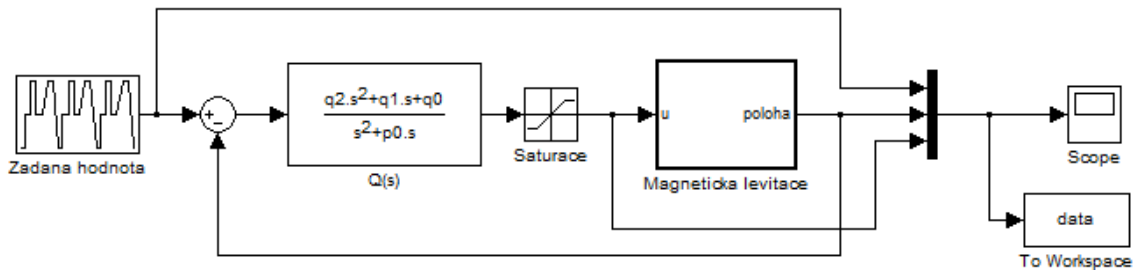 Zadana hodnota
q2.s²+q1.s+q0
s²+p0.s
Q(s)
Saturace
u
poloha
Magneticka levitace
Scope
data
To Workspace